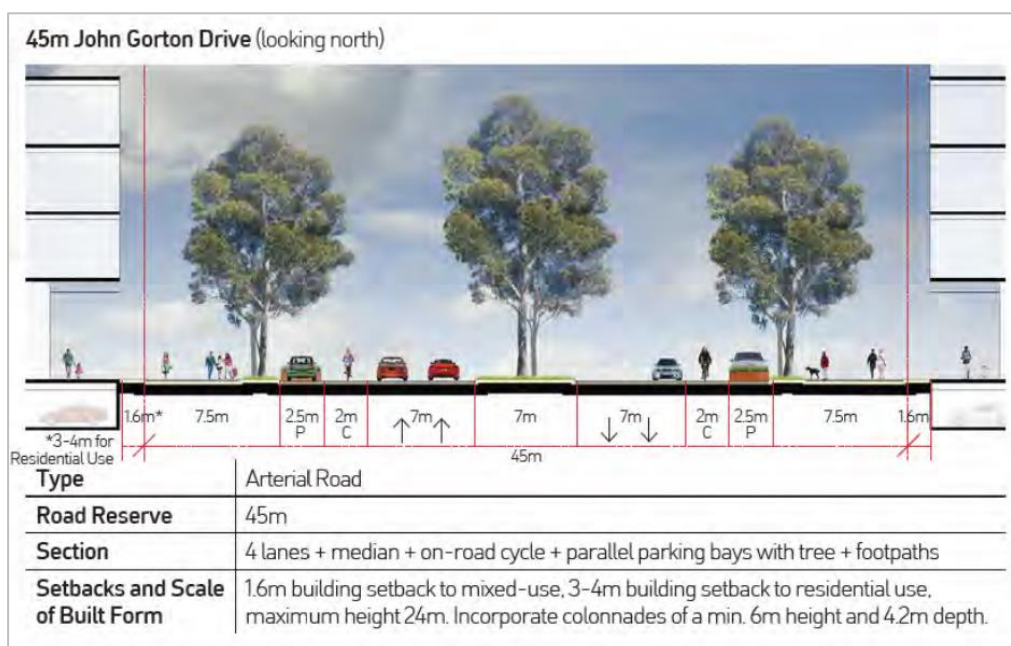 45m John Gorton Drive (looking north)
1.6m* 7.5m 2.5m 2m 7m 7m 7m 2m 2.5m 7.5m 1.6m
P C C P
*3-4m for
Residential Use
45m
Type Arterial Road
Road Reserve 45m
Section 4 lanes + median + on-road cycle + parallel parking bays with tree + footpaths
Setbacks and Scale 1.6m building setback to mixed-use, 3-4m building setback to residential use,
of Built Form maximum height 24m. Incorporate colonnades of a min. 6m height and 4.2m depth.